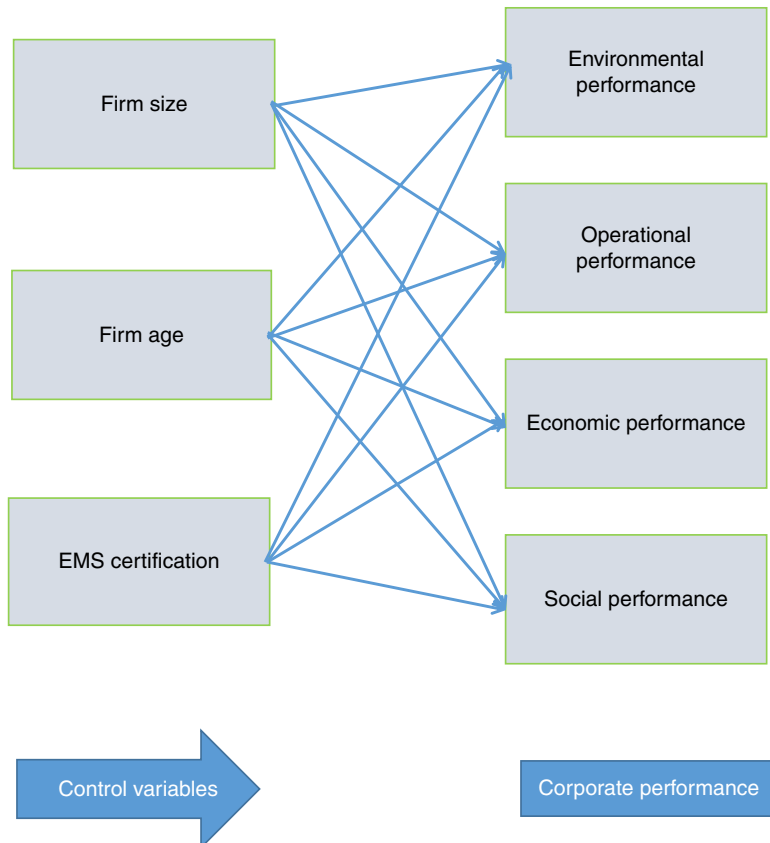 Firm size
Firm age
EMS certification
Environmental
performance
Operational
performance
Economic performance
Social performance
Control variables
Corporate performance